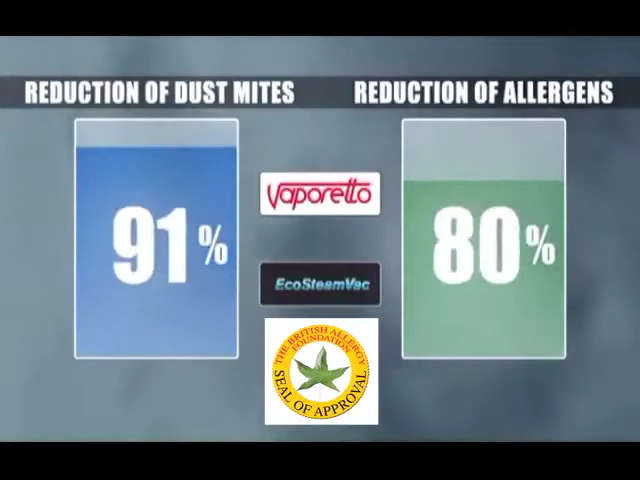 REDUCTION OF DUST MITES
REDUCTION OF ALLERGENS
91%
80%
Vaporetto
EcoSteamVac
THE BRITISH ALLERGY
FOUNDATION
SEAL OF APPROVAL